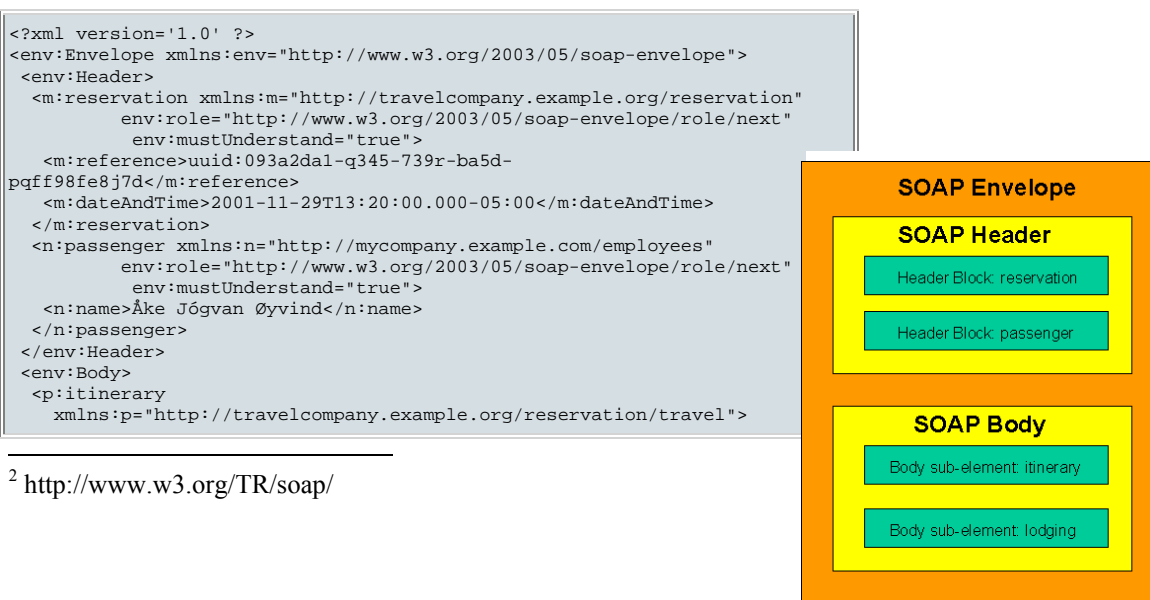 <?xml version='1.0' ?>
<env:Envelope xmlns:env="http://www.w3.org/2003/05/soap-envelope">
<env:Header>
<m:reservation xmlns:m="http://travelcompany.example.org/reservation"
env:role="http://www.w3.org/2003/05/soap-envelope/role/next"
env:mustUnderstand="true">
<m:reference>uuid:093a2da1-q345-739r-ba5d-
pqff98fe8j7d</m:reference>
<m:dateAndTime>2001-11-29T13:20:00.000-05:00</m:dateAndTime>
</m:reservation>
<n:passenger xmlns:n="http://mycompany.example.com/employees"
env:role="http://www.w3.org/2003/05/soap-envelope/role/next"
env:mustUnderstand="true">
<n:name>Åke Jógvan Øyvind</n:name>
</n:passenger>
</env:Header>
<env:Body>
<p:itinerary
xmlns:p="http://travelcompany.example.org/reservation/travel">
2 http://www.w3.org/TR/soap/
SOAP Envelope
SOAP Header
Header Block: reservation
Header Block: passenger
SOAP Body
Body sub-element: itinerary
Body sub-element: lodging